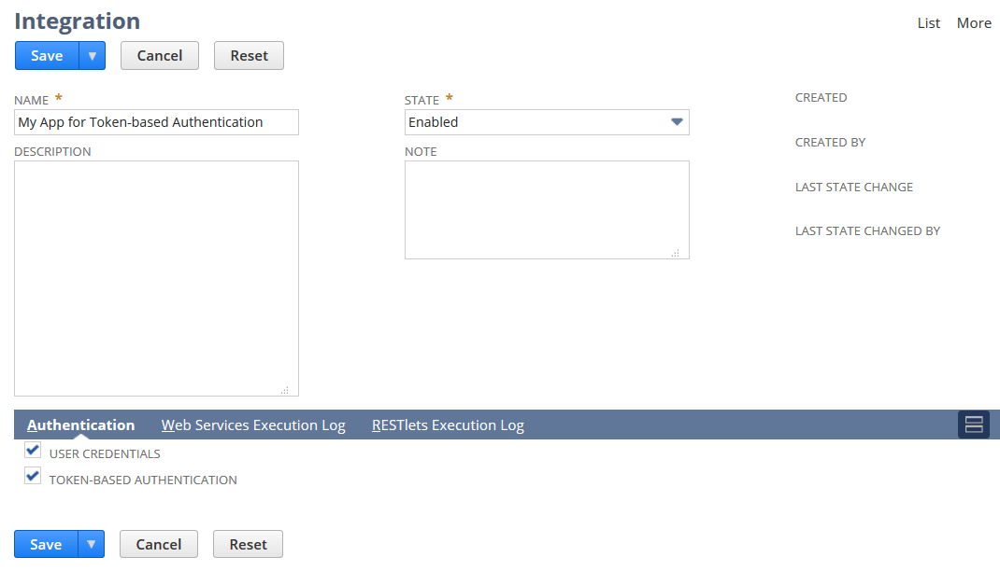 Integration
List More
Save Cancel Reset
NAME *
My App for Token-based Authentication
DESCRIPTION
STATE *
Enabled
NOTE
CREATED
CREATED BY
LAST STATE CHANGE
LAST STATE CHANGED BY
Authentication Web Services Execution Log RESTlets Execution Log
USER CREDENTIALS
TOKEN-BASED AUTHENTICATION
Save Cancel Reset